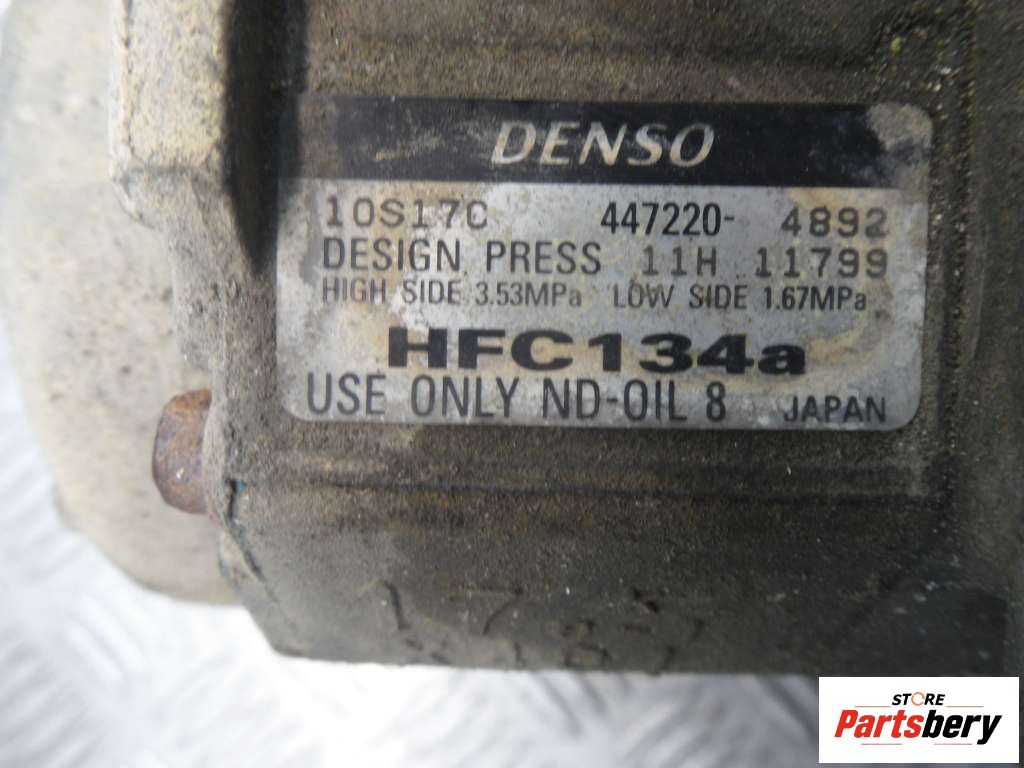 DENSO
10S17C 447220- 4892
DESIGN PRESS 11H 11799
HIGH SIDE 3.53MPa LOW SIDE 1.67MPa
HFC134a
USE ONLY ND-OIL 8 JAPAN
STORE
Partsbery